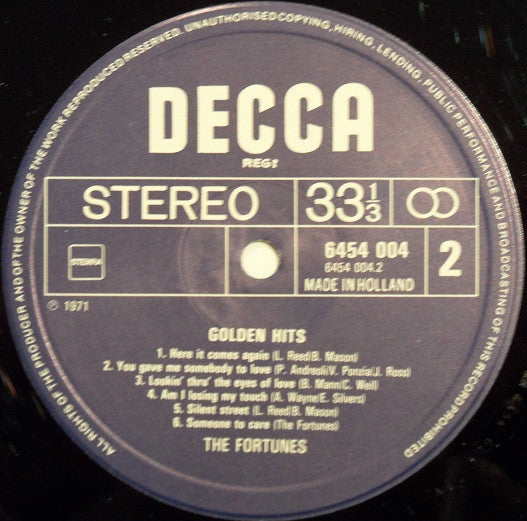 ALL RIGHTS OF THE PRODUCER AND OF THE OWNER OF THE WORK REPRODUCED RESERVED. UNAUTHORISED COPYING, HIRING, LENDING, PUBLIC PERFORMANCE AND BROADCASTING OF THIS RECORD PROHIBITED
DECCA
REGT
STEREO 33⅓
6454 004
STEMRA 6454 004.2 2
MADE IN HOLLAND
℗ 1971
GOLDEN HITS
1. Here it comes again (L. Reed/B. Mason)
2. You gave me somebody to love (P. Andreoli/V. Poncia/J. Ross)
3. Lookin' thru' the eyes of love (B. Mann/C. Weil)
4. Am I losing my touch (A. Wayne/E. Silvers)
5. Silent street (L. Reed/B. Mason)
6. Someone to care (The Fortunes)
THE FORTUNES